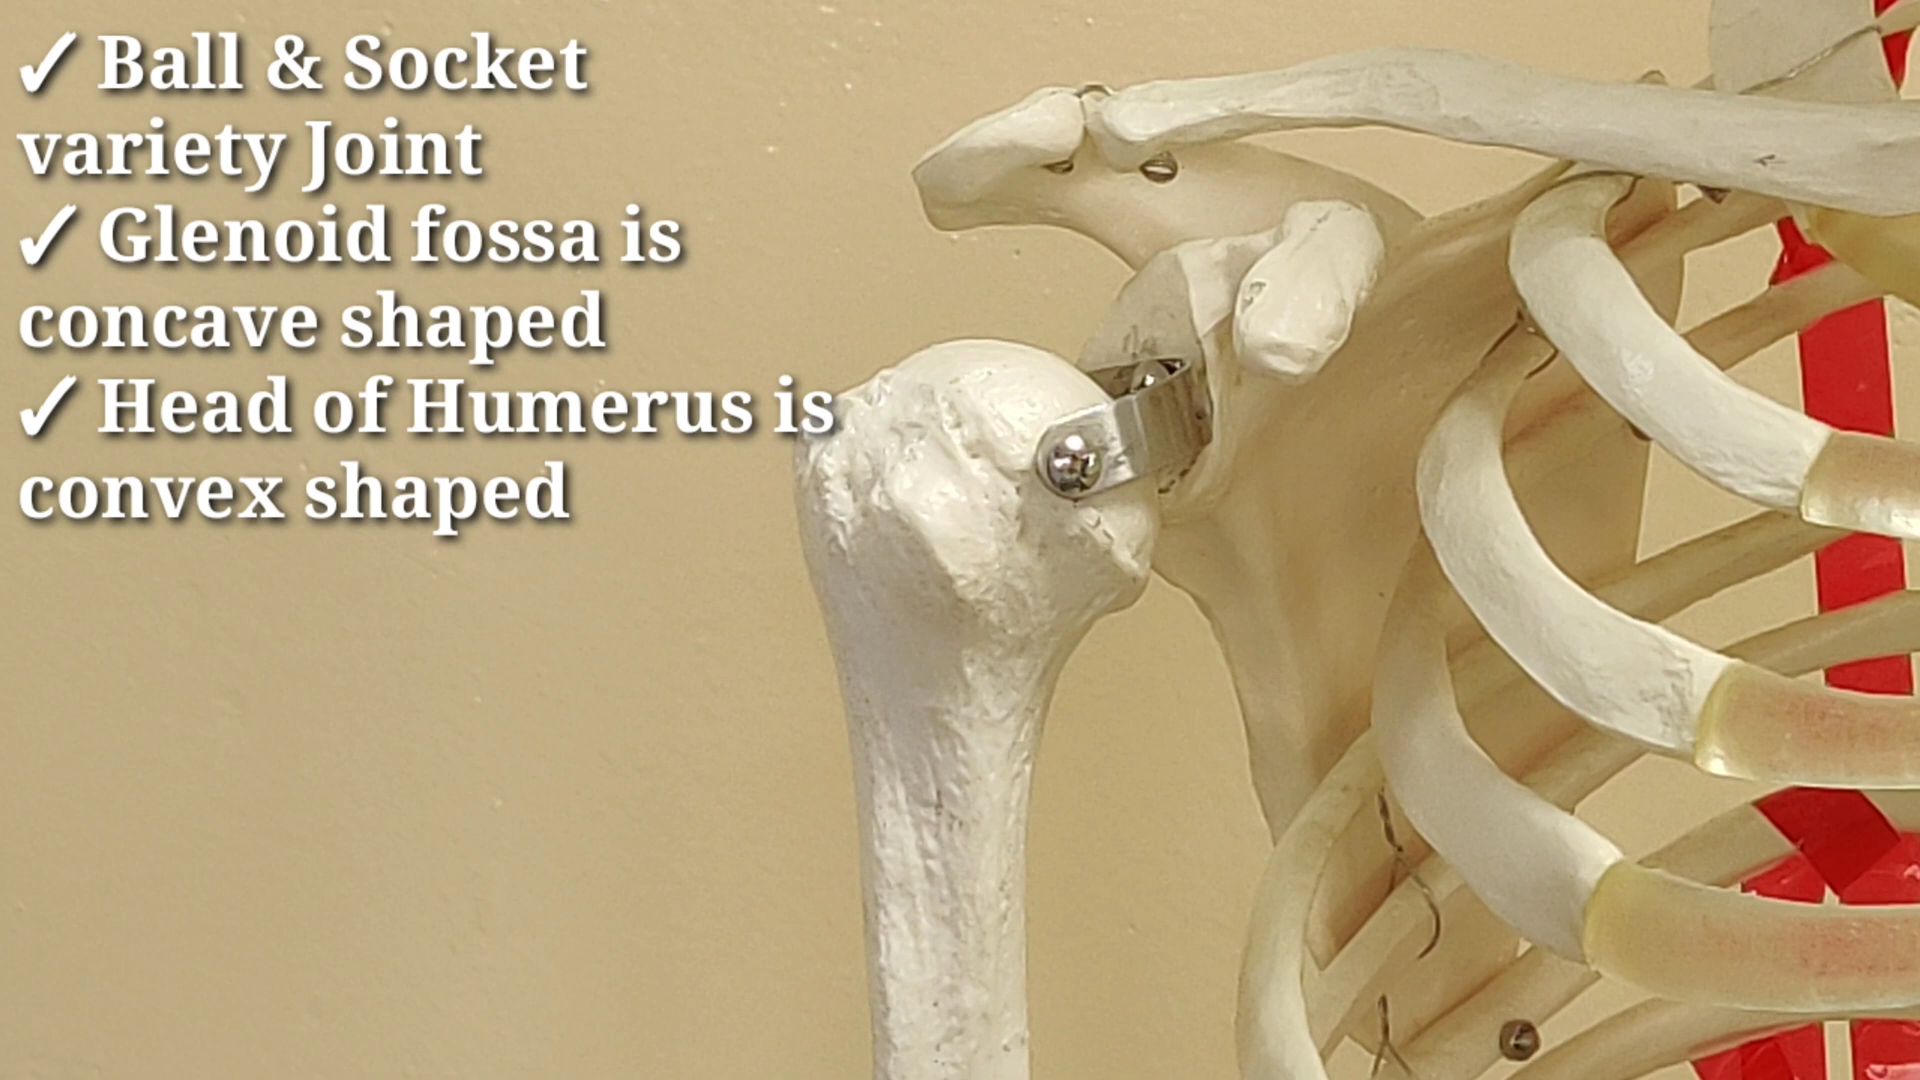 ✓ Ball & Socket
variety Joint
✓ Glenoid fossa is
concave shaped
✓ Head of Humerus is
convex shaped